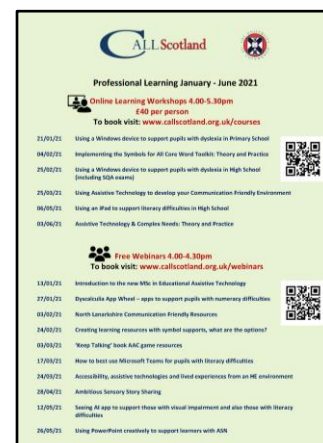 CALL Scotland
Professional Learning January - June 2021
Online Learning Workshops 4.00-5.30pm
£40 per person
To book visit: www.callscotland.org.uk/courses
21/01/21 Using a Windows device to support pupils with dyslexia in Primary School
04/02/21 Implementing the Symbols for All Core Word Toolkit: Theory and Practice
25/02/21 Using a Windows device to support pupils with dyslexia in High School
(including SQA exams)
25/03/21 Using Assistive Technology to develop your Communication Friendly Environment
06/05/21 Using an iPad to support literacy difficulties in High School
03/06/21 Assistive Technology & Complex Needs: Theory and Practice
Free Webinars 4.00-4.30pm
To book visit: www.callscotland.org.uk/webinars
13/01/21 Introduction to the new MSc in Educational Assistive Technology
27/01/21 Dyscalculia App Wheel – apps to support pupils with numeracy difficulties
03/02/21 North Lanarkshire Communication Friendly Resources
24/02/21 Creating learning resources with symbol supports, what are the options?
03/03/21 'Keep Talking' book AAC game resources
17/03/21 How to best use Microsoft Teams for pupils with literacy difficulties
24/03/21 Accessibility, assistive technologies and lived experiences from an HE environment
28/04/21 Ambitious Sensory Story Sharing
12/05/21 Seeing AI app to support those with visual impairment and also those with literacy
difficulties
26/05/21 Using PowerPoint creatively to support learners with ASN